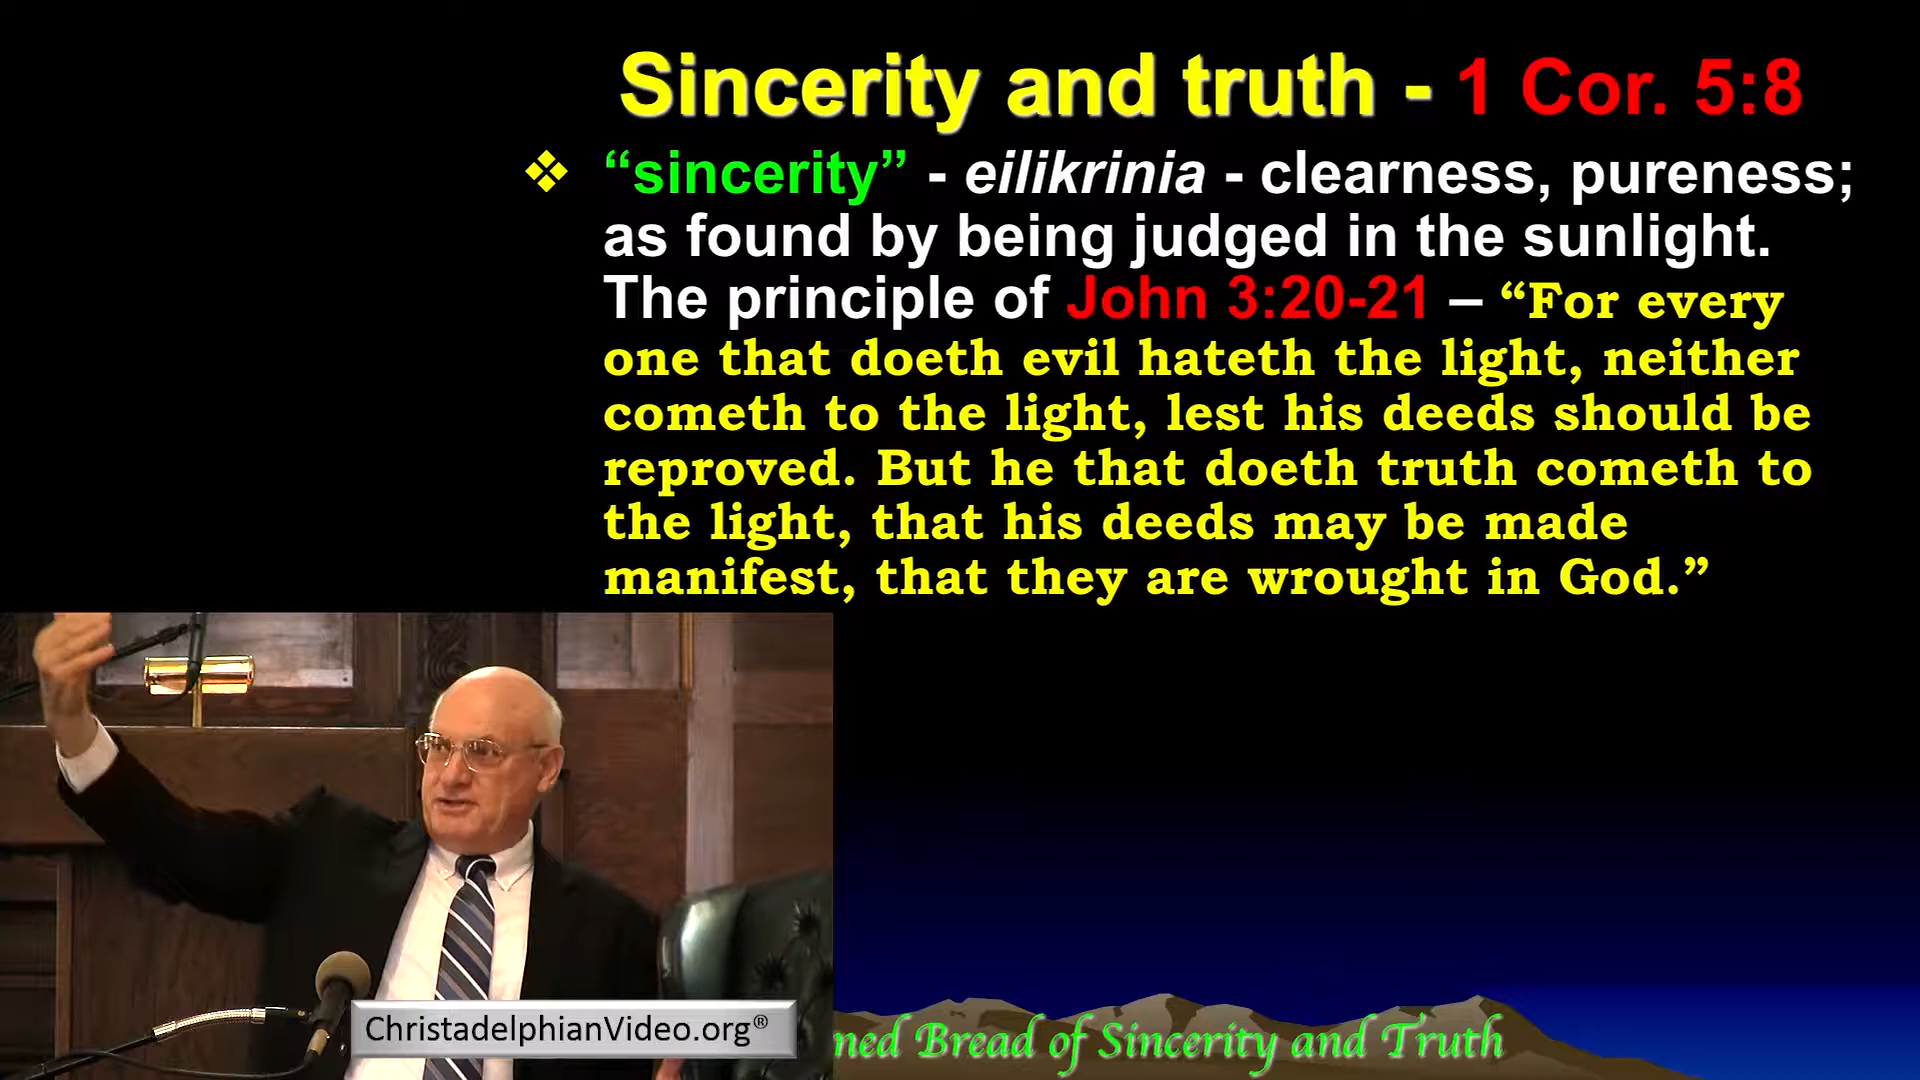 Sincerity and truth - 1 Cor. 5:8
❖ “sincerity” - eilikrinia - clearness, pureness;
as found by being judged in the sunlight.
The principle of John 3:20-21 – “For every
one that doeth evil hateth the light, neither
cometh to the light, lest his deeds should be
reproved. But he that doeth truth cometh to
the light, that his deeds may be made
manifest, that they are wrought in God.”
ChristadelphianVideo.org®
ned Bread of Sincerity and Truth